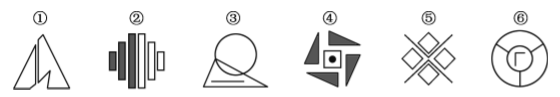 ① ② ③ ④ ⑤ ⑥